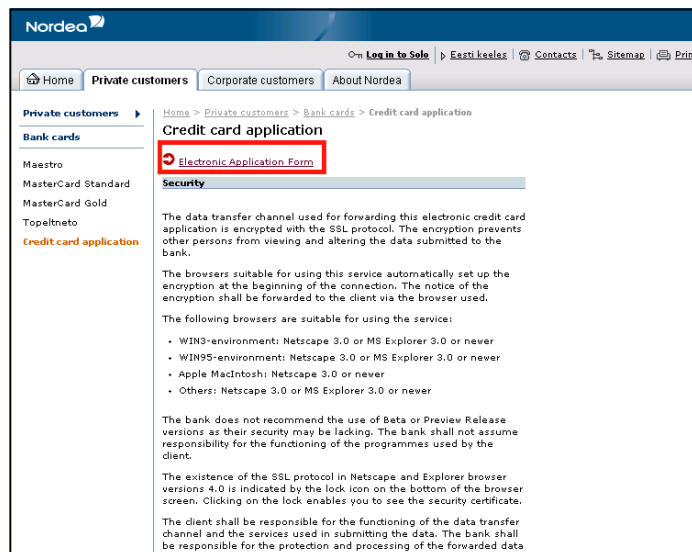 Nordea
Log in to Solo Eesti keeles Contacts Sitemap Prin
Home Private customers Corporate customers About Nordea
Private customers
Bank cards
Maestro
MasterCard Standard
MasterCard Gold
Topeltneto
Credit card application
Home > Private customers > Bank cards > Credit card application
Credit card application
Electronic Application Form
Security
The data transfer channel used for forwarding this electronic credit card
application is encrypted with the SSL protocol. The encryption prevents
other persons from viewing and altering the data submitted to the
bank.
The browsers suitable for using this service automatically set up the
encryption at the beginning of the connection. The notice of the
encryption shall be forwarded to the client via the browser used.
The following browsers are suitable for using the service:
• WIN3-environment: Netscape 3.0 or MS Explorer 3.0 or newer
• WIN95-environment: Netscape 3.0 or MS Explorer 3.0 or newer
• Apple MacIntosh: Netscape 3.0 or newer
• Others: Netscape 3.0 or MS Explorer 3.0 or newer
The bank does not recommend the use of Beta or Preview Release
versions as their security may be lacking. The bank shall not assume
responsibility for the functioning of the programmes used by the
client.
The existence of the SSL protocol in Netscape and Explorer browser
versions 4.0 is indicated by the lock icon on the bottom of the browser
screen. Clicking on the lock enables you to see the security certificate.
The client shall be responsible for the functioning of the data transfer
channel and the services used in submitting the data. The bank shall
be responsible for the protection and processing of the forwarded data